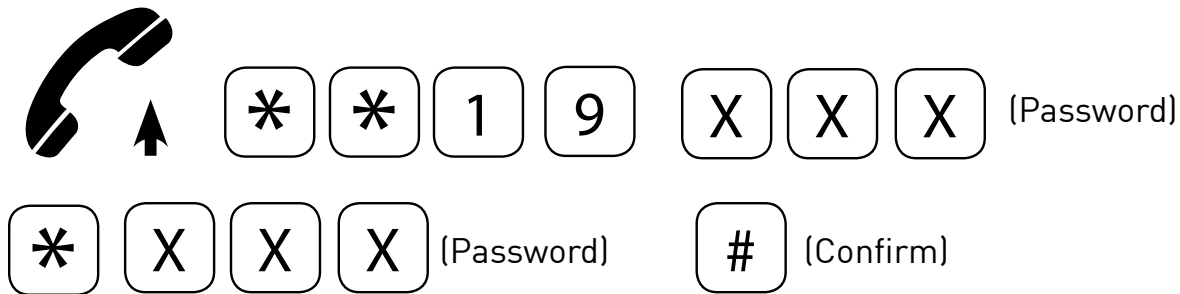 * * 1 9 X X X (Password)
* X X X (Password) # (Confirm)